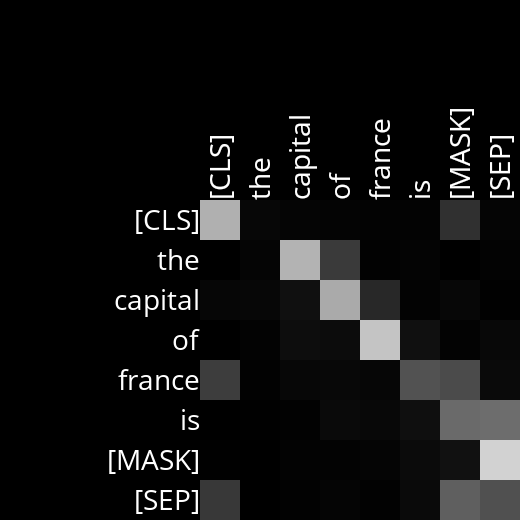 [CLS] the capital of france is [MASK] [SEP]
[CLS]
the
capital
of
france
is
[MASK]
[SEP]